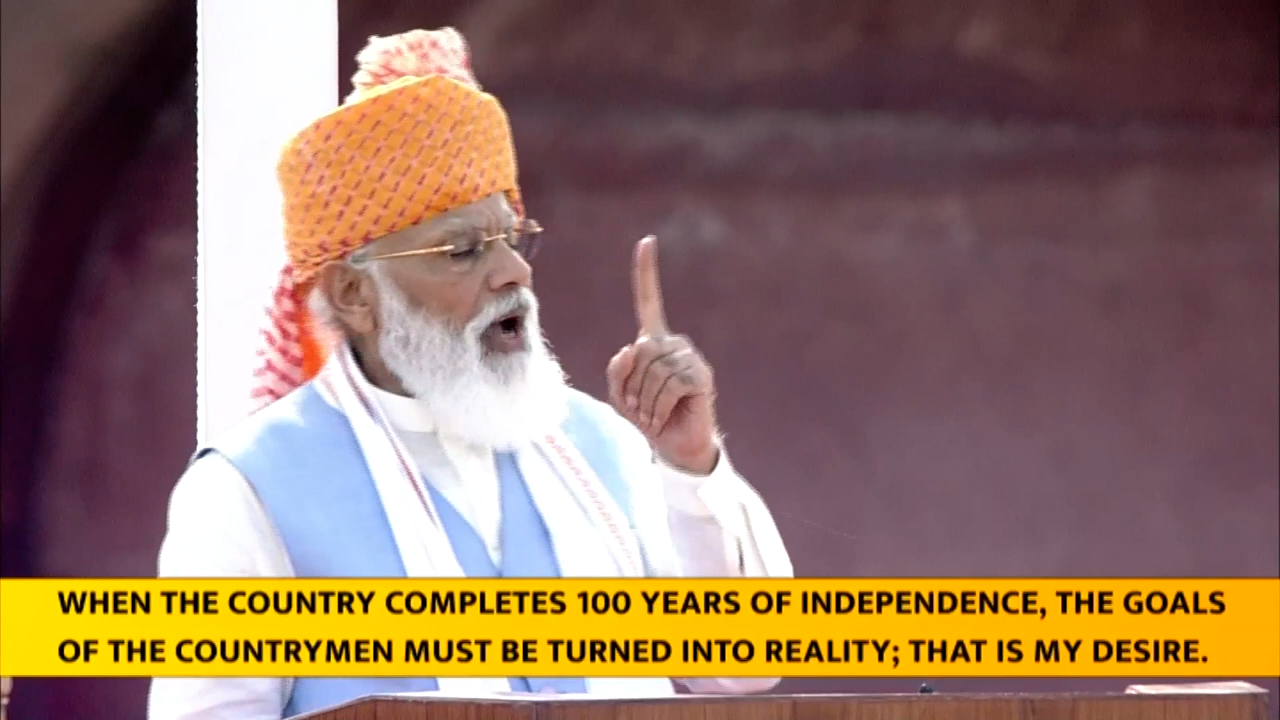 WHEN THE COUNTRY COMPLETES 100 YEARS OF INDEPENDENCE, THE GOALS
OF THE COUNTRYMEN MUST BE TURNED INTO REALITY; THAT IS MY DESIRE.